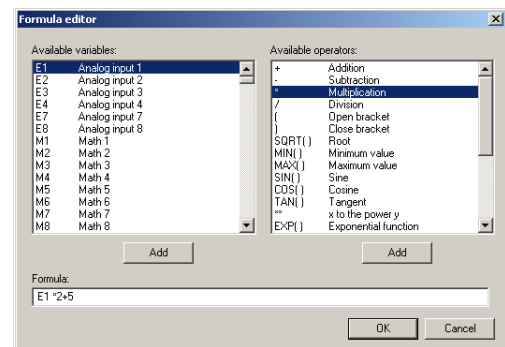 Formula editor
Available variables:
E1 Analog input 1
E2 Analog input 2
E3 Analog input 3
E4 Analog input 4
E7 Analog input 7
E8 Analog input 8
M1 Math 1
M2 Math 2
M3 Math 3
M4 Math 4
M5 Math 5
M6 Math 6
M7 Math 7
M8 Math 8
Add
Available operators:
+ Addition
- Subtraction
* Multiplication
/ Division
( Open bracket
) Close bracket
SQRT( ) Root
MIN( ) Minimum value
MAX( ) Maximum value
SIN( ) Sine
COS( ) Cosine
TAN( ) Tangent
** x to the power y
EXP( ) Exponential function
Add
Formula:
E1 *2+5
OK Cancel